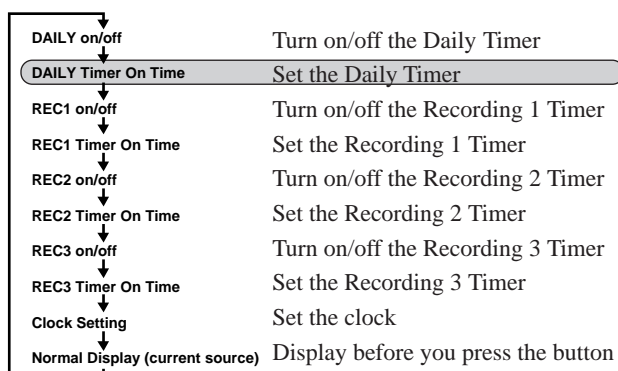 DAILY on/off Turn on/off the Daily Timer
DAILY Timer On Time Set the Daily Timer
REC1 on/off Turn on/off the Recording 1 Timer
REC1 Timer On Time Set the Recording 1 Timer
REC2 on/off Turn on/off the Recording 2 Timer
REC2 Timer On Time Set the Recording 2 Timer
REC3 on/off Turn on/off the Recording 3 Timer
REC3 Timer On Time Set the Recording 3 Timer
Clock Setting Set the clock
Normal Display (current source) Display before you press the button